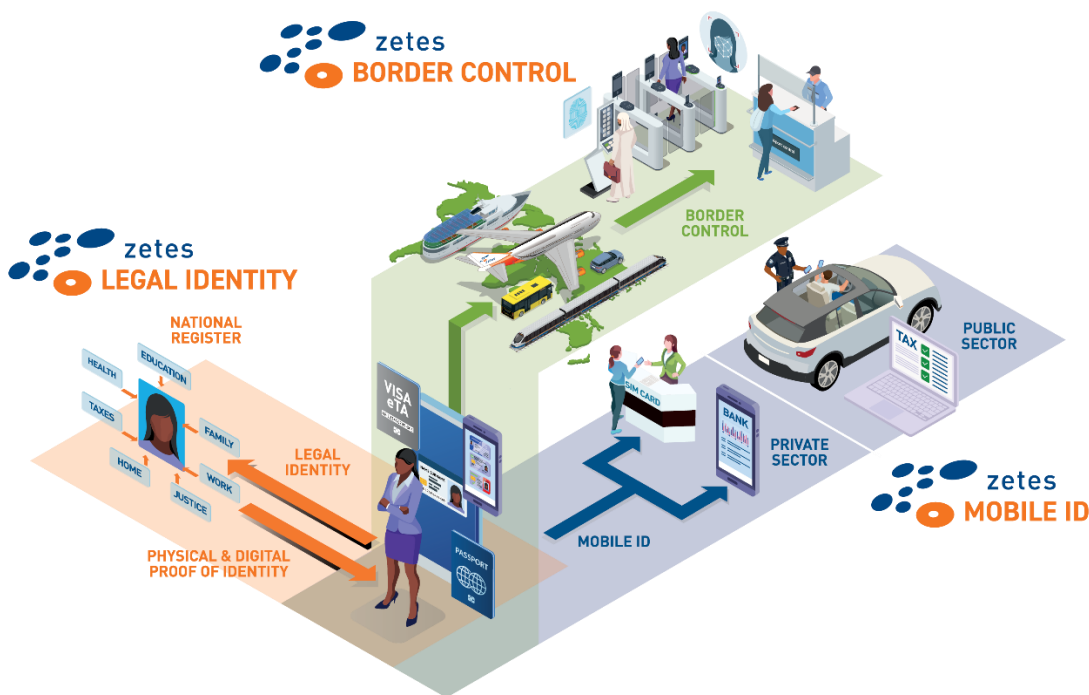 zetes
BORDER CONTROL
zetes
LEGAL IDENTITY
NATIONAL
REGISTER
HEALTH
EDUCATION
TAXES
FAMILY
HOME
WORK
JUSTICE
LEGAL
IDENTITY
PHYSICAL & DIGITAL
PROOF OF IDENTITY
VISA
eTA
PASSPORT
BORDER
CONTROL
SIM CARD
BANK
PRIVATE
SECTOR
MOBILE ID
TAX
PUBLIC
SECTOR
zetes
MOBILE ID